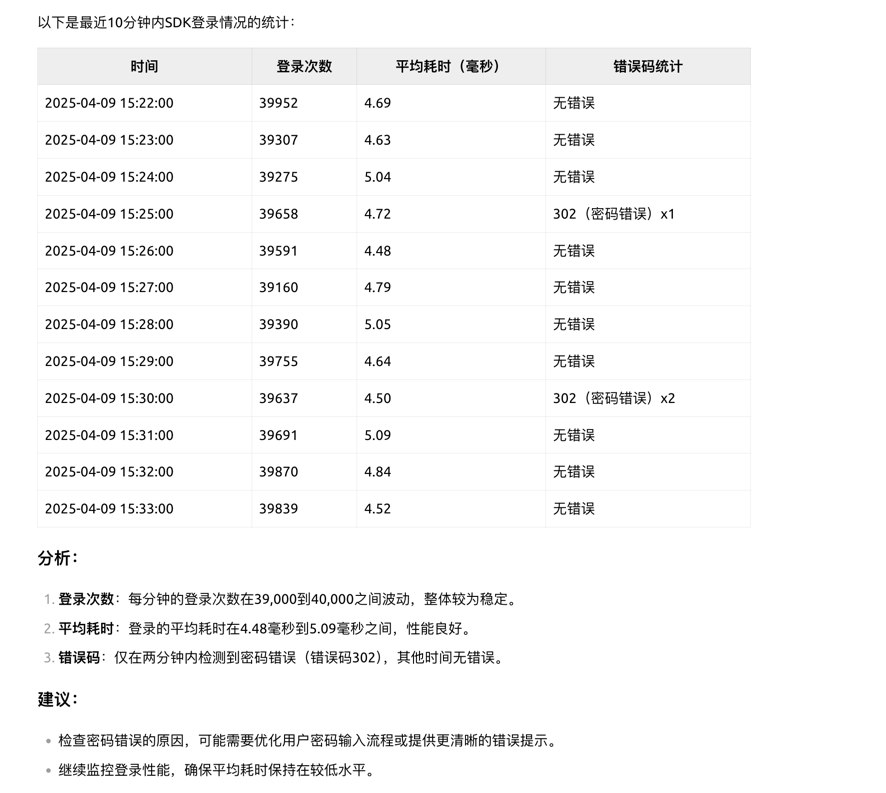 以下是最近10分钟内SDK登录情况的统计：
时间 登录次数 平均耗时（毫秒） 错误码统计
2025-04-09 15:22:00 39952 4.69 无错误
2025-04-09 15:23:00 39307 4.63 无错误
2025-04-09 15:24:00 39275 5.04 无错误
2025-04-09 15:25:00 39658 4.72 302（密码错误）x1
2025-04-09 15:26:00 39591 4.48 无错误
2025-04-09 15:27:00 39160 4.79 无错误
2025-04-09 15:28:00 39390 5.05 无错误
2025-04-09 15:29:00 39755 4.64 无错误
2025-04-09 15:30:00 39637 4.50 302（密码错误）x2
2025-04-09 15:31:00 39691 5.09 无错误
2025-04-09 15:32:00 39870 4.84 无错误
2025-04-09 15:33:00 39839 4.52 无错误
分析：
1. 登录次数：每分钟的登录次数在39,000到40,000之间波动，整体较为稳定。
2. 平均耗时：登录的平均耗时在4.48毫秒到5.09毫秒之间，性能良好。
3. 错误码：仅在两分钟内检测到密码错误（错误码302），其他时间无错误。
建议：
• 检查密码错误的原因，可能需要优化用户密码输入流程或提供更清晰的错误提示。
• 继续监控登录性能，确保平均耗时保持在较低水平。